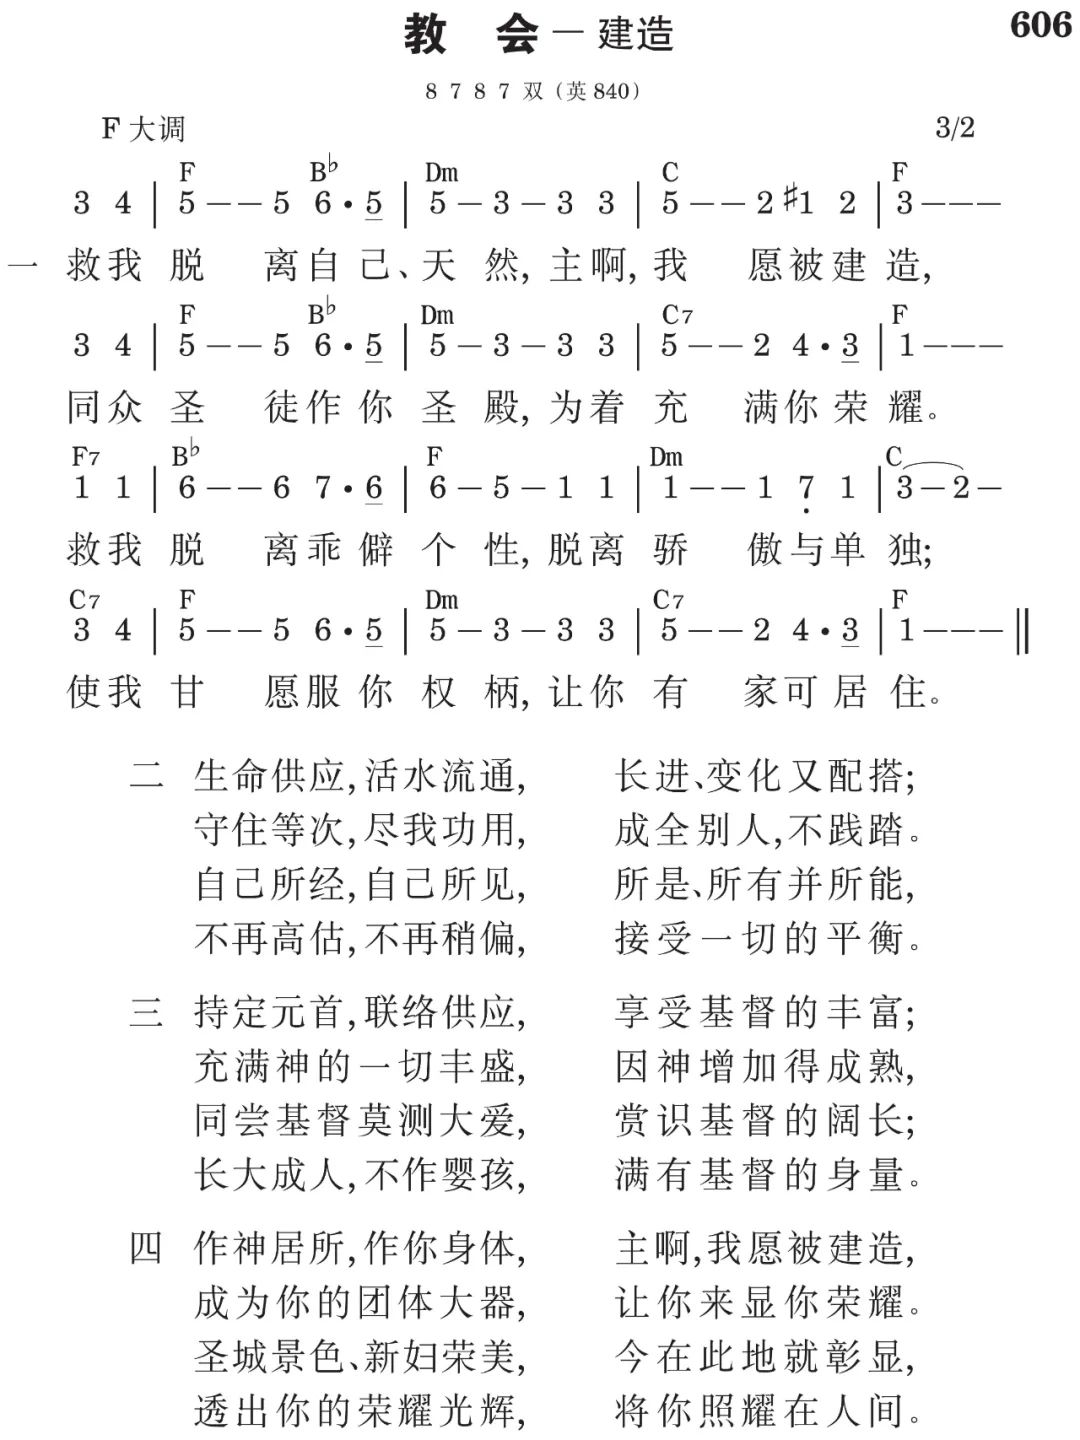 教 会 — 建造
606
8 7 8 7 双（英840）
F大调 3/2
F B♭ Dm C F
3 4 | 5 - - 5 6 • 5 | 5 - 3 - 3 3 | 5 - - 2 ♯1 2 | 3 - - -
一 救我脱 离自己、天然,主啊,我 愿被建造,
F B♭ Dm C7 F
3 4 | 5 - - 5 6 • 5 | 5 - 3 - 3 3 | 5 - - 2 4 • 3 | 1 - - -
同众圣 徒作你圣殿,为着充 满你荣耀。
F7 B♭ F Dm C
1 1 | 6 - - 6 7 • 6 | 6 - 5 - 1 1 | 1 - - 1 7̣ 1 | 3 - 2 -
救我脱 离乖僻个性,脱离骄 傲与单独;
C7 F Dm C7 F
3 4 | 5 - - 5 6 • 5 | 5 - 3 - 3 3 | 5 - - 2 4 • 3 | 1 - - - ‖
使我甘 愿服你权柄,让你有 家可居住。
二 生命供应,活水流通, 长进、变化又配搭;
守住等次,尽我功用, 成全别人,不践踏。
自己所经,自己所见, 所是、所有并所能,
不再高估,不再稍偏, 接受一切的平衡。
三 持定元首,联络供应, 享受基督的丰富;
充满神的一切丰盛, 因神增加得成熟,
同尝基督莫测大爱, 赏识基督的阔长;
长大成人,不作婴孩, 满有基督的身量。
四 作神居所,作你身体, 主啊,我愿被建造,
成为你的团体大器, 让你来显你荣耀。
圣城景色、新妇荣美, 今在此地就彰显,
透出你的荣耀光辉, 将你照耀在人间。